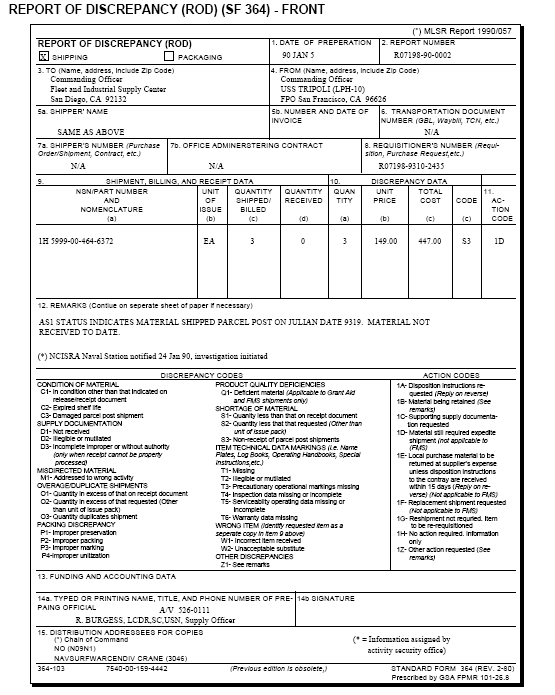 REPORT OF DISCREPANCY (ROD) (SF 364) - FRONT
(*) MLSR Report 1990/057
REPORT OF DISCREPANCY (ROD)
X SHIPPING PACKAGING
1. DATE OF PREPERATION
90 JAN 5
2. REPORT NUMBER
R07198-90-0002
3. TO (Name, address, Include Zip Code)
Commanding Officer
Fleet and Industrial Supply Center
San Diego, CA 92132
4. FROM (Name, address, Include Zip Code)
Commanding Officer
USS TRIPOLI (LPH-10)
FPO San Francisco, CA 96626
5a. SHIPPER' NAME
SAME AS ABOVE
5b. NUMBER AND DATE OF
INVOICE
6. TRANSPORTATION DOCUMENT
NUMBER (GBL, Waybill, TCN, etc.)
N/A
7a. SHIPPER'S NUMBER (Purchase
Order/Shipment, Contract, etc.)
N/A
7b. OFFICE ADMINERSTERING CONTRACT
N/A
8. REQUISITIONER'S NUMBER (Requi-
sition, Purchase Request,etc.)
R07198-9310-2435
9. SHIPMENT, BILLING, AND RECEIPT DATA
10. DISCREPANCY DATA
NSN/PART NUMBER
AND
NOMENCLATURE
(a)
UNIT
OF
ISSUE
(b)
QUANTITY
SHIPPED/
BILLED
(c)
QUANTITY
RECEIVED
(d)
QUAN
TITY
(a)
UNIT
PRICE
(b)
TOTAL
COST
(c)
CODE
(c)
11.
AC-
TION
CODE
1H 5999-00-464-6372 EA 3 0 3 149.00 447.00 S3 1D
12. REMARKS (Contiue on seperate sheet of paper if necessary)
AS1 STATUS INDICATES MATERIAL SHIPPED PARCEL POST ON JULIAN DATE 9319. MATERIAL NOT
RECEIVED TO DATE.
(*) NCISRA Naval Station notified 24 Jan 90, investigation initiated
DISCREPANCY CODES
CONDITION OF MATERIAL
C1- In condition other than that indicated on
release/receipt document
C2- Expired shelf life
C3- Damaged parcel post shipment
SUPPLY DOCUMENTATION
D1- Not received
D2- Illegible or mutilated
D3- Incomplete improper or without authority
(only when receipt cannot be properly
processed)
MISDIRECTED MATERIAL
M1- Addressed to wrong activity
OVERAGE/DUPLICATE SHIPMENTS
O1- Quantity in excess of that on receipt document
O2- Quantity in excess of that requested (Other
than unit of issue pack)
O3- Quantity duplicate shipment
PACKING DISCREPANCY
P1- Improper preservation
P2- Improper packing
P3- Improper marking
P4-Improper unitization
PRODUCT QUALITY DEFICIENCIES
Q1- Deficient material (Applicable to Grant Aid
and FMS shipments only)
SHORTAGE OF MATERIAL
S1- Quantity less than that on receipt document
S2- Quantity less that that requested (Other than
unit of issue pack)
S3- Non-receipt of parcel post shipments
ITEM TECHNICAL DATA MARKINGS (i.e. Name
Plates, Log Books, Operating Handbooks, Special
Instructions,etc.)
T1- Missing
T2- Illegible or mutilated
T3- Precautionary operational markings missing
T4- Inspection data missing or incomplete
T5- Serviceability operating data missing or
Incomplete
T6- Warranty data missing
WRONG ITEM (Identify requested item as a
seperate copy in item 9 above)
W1- Incorrect item received
W2- Unacceptable substitute
OTHER DISCREPANCIES
Z1- See remarks
ACTION CODES
1A- Disposition instructions re-
quested (Reply on reverse)
1B- Material being retained (See
remarks)
1C- Supporting supply documenta-
tion requested
1D- Material still required expedite
shipment (not applicable to
(FMS)
1E- Local purchase material to be
returned at supplier's expense
unless disposition instructions
to the contray are received
within 15 days (Reply on re-
verse) (Not applicable to FMS)
1F- Replacement shipment requested
(Not applicable to FMS)
1G- Reshipment not requried. Item
to be re-requisitioned
1H- No action required. Information
only
1Z- Other action requested (See
remarks)
13. FUNDING AND ACCOUNTING DATA
14a. TYPED OR PRINTING NAME, TITLE, AND PHONE NUMBER OF PRE-
PAING OFFICIAL
A/V 526-0111
R. BURGESS, LCDR,SC,USN, Supply Officer
14b SIGNATURE
15. DISTRIBUTION ADDRESSEES FOR COPIES
(*) Chain of Command
NO (N09N1)
NAVSURFWARCENDIV CRANE (3046)
(* = Information assigned by
activity security office)
364-103 7540-00-159-4442 (Previous edition is obsolete,) STANDARD FORM 364 (REV. 2-80)
Prescribed by GSA FPMR 101-26.8